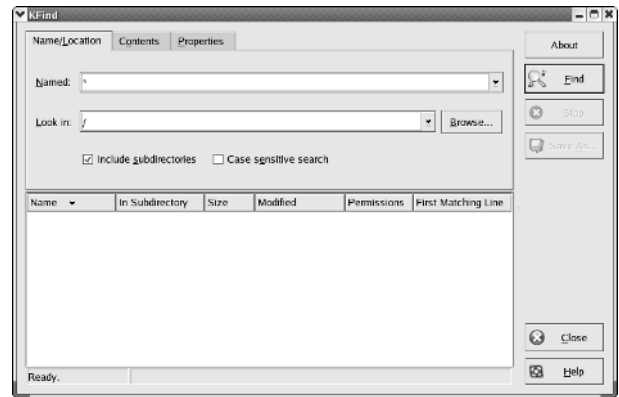 KFind
Name/Location Contents Properties
Named: *
Look in: /
Browse...
Include subdirectories Case sensitive search
Name In Subdirectory Size Modified Permissions First Matching Line
Ready.
About
Find
Stop
Save As...
Close
Help